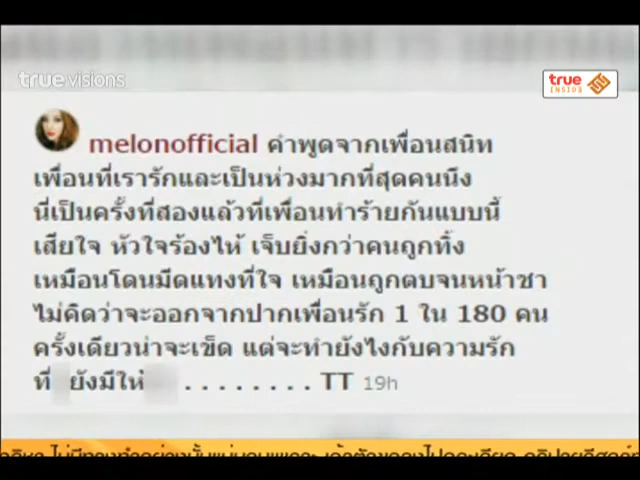 true visions
true
INSIDE
melonofficial คำพูดจากเพื่อนสนิท
เพื่อนที่เรารักและเป็นห่วงมากที่สุดคนนึง
นี่เป็นครั้งที่สองแล้วที่เพื่อนทำร้ายกันแบบนี้
เสียใจ หัวใจร้องไห้ เจ็บยิ่งกว่าคนถูกทิ้ง
เหมือนโดนมีดแทงที่ใจ เหมือนถูกตบจนหน้าชา
ไม่คิดว่าจะออกจากปากเพื่อนรัก 1 ใน 180 คน
ครั้งเดียวน่าจะเข็ด แต่จะทำยังไงกับความรัก
ที่ ยังมีให้ . . . . . . . . . TT 19h